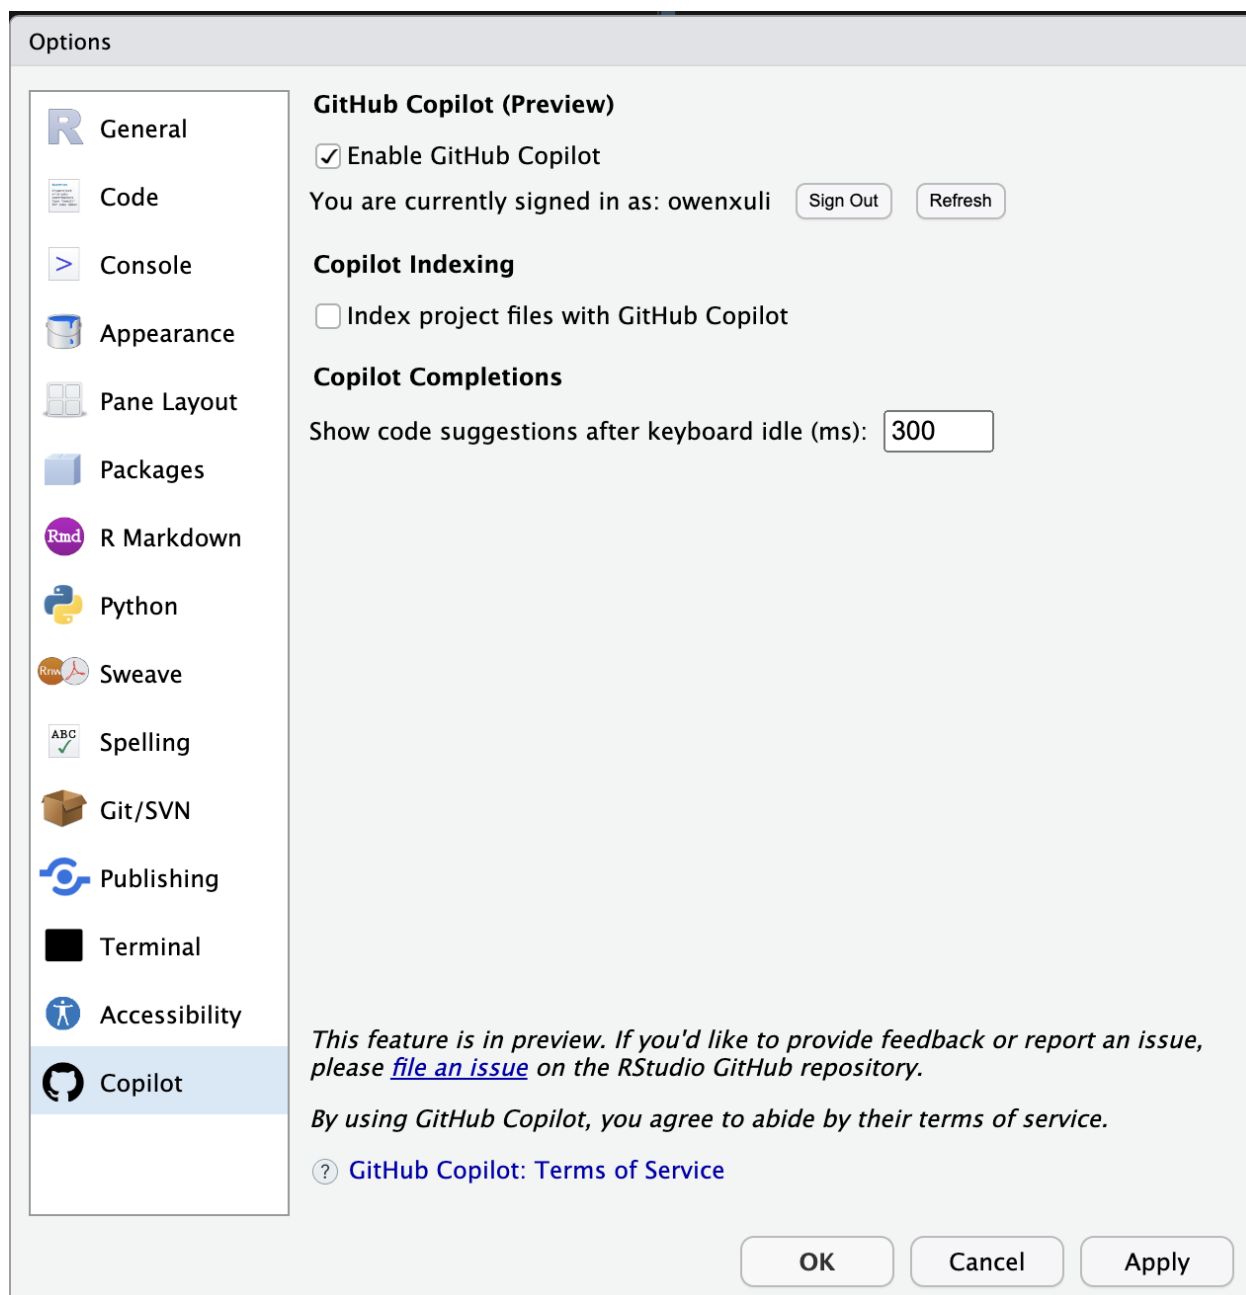 Options
General
Code
>
Console
Appearance
Pane Layout
Packages
Rmd
R Markdown
Python
Rnw
Sweave
ABC
Spelling
Git/SVN
Publishing
Terminal
Accessibility
Copilot
GitHub Copilot (Preview)
Enable GitHub Copilot
You are currently signed in as: owenxuli
Sign Out
Refresh
Copilot Indexing
Index project files with GitHub Copilot
Copilot Completions
Show code suggestions after keyboard idle (ms): 300
This feature is in preview. If you'd like to provide feedback or report an issue,
please file an issue on the RStudio GitHub repository.
By using GitHub Copilot, you agree to abide by their terms of service.
? GitHub Copilot: Terms of Service
OK
Cancel
Apply